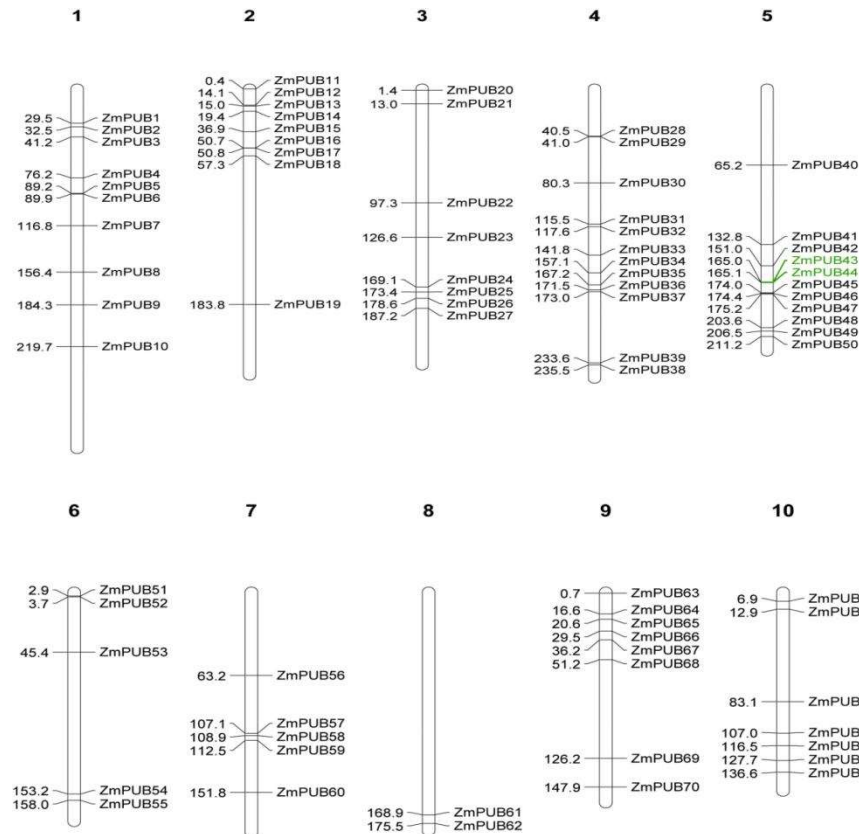 1
29.5 ZmPUB1
32.5 ZmPUB2
41.2 ZmPUB3
76.2 ZmPUB4
89.2 ZmPUB5
89.9 ZmPUB6
116.8 ZmPUB7
156.4 ZmPUB8
184.3 ZmPUB9
219.7 ZmPUB10
2
0.4 ZmPUB11
14.1 ZmPUB12
15.0 ZmPUB13
19.4 ZmPUB14
36.9 ZmPUB15
50.7 ZmPUB16
50.8 ZmPUB17
57.3 ZmPUB18
183.8 ZmPUB19
3
1.4 ZmPUB20
13.0 ZmPUB21
97.3 ZmPUB22
126.6 ZmPUB23
169.1 ZmPUB24
173.4 ZmPUB25
178.6 ZmPUB26
187.2 ZmPUB27
4
40.5 ZmPUB28
41.0 ZmPUB29
80.3 ZmPUB30
115.5 ZmPUB31
117.6 ZmPUB32
141.8 ZmPUB33
157.1 ZmPUB34
167.2 ZmPUB35
171.5 ZmPUB36
173.0 ZmPUB37
233.6 ZmPUB39
235.5 ZmPUB38
5
65.2 ZmPUB40
132.8 ZmPUB41
151.0 ZmPUB42
165.0 ZmPUB43
165.1 ZmPUB44
174.0 ZmPUB45
174.4 ZmPUB46
175.2 ZmPUB47
203.6 ZmPUB48
206.5 ZmPUB49
211.2 ZmPUB50
6
2.9 ZmPUB51
3.7 ZmPUB52
45.4 ZmPUB53
153.2 ZmPUB54
158.0 ZmPUB55
7
63.2 ZmPUB56
107.1 ZmPUB57
108.9 ZmPUB58
112.5 ZmPUB59
151.8 ZmPUB60
8
168.9 ZmPUB61
175.5 ZmPUB62
9
0.7 ZmPUB63
16.6 ZmPUB64
20.6 ZmPUB65
29.5 ZmPUB66
36.2 ZmPUB67
51.2 ZmPUB68
126.2 ZmPUB69
147.9 ZmPUB70
10
6.9 ZmPUB
12.9 ZmPUB
83.1 ZmPUB
107.0 ZmPUB
116.5 ZmPUB
127.7 ZmPUB
136.6 ZmPUB